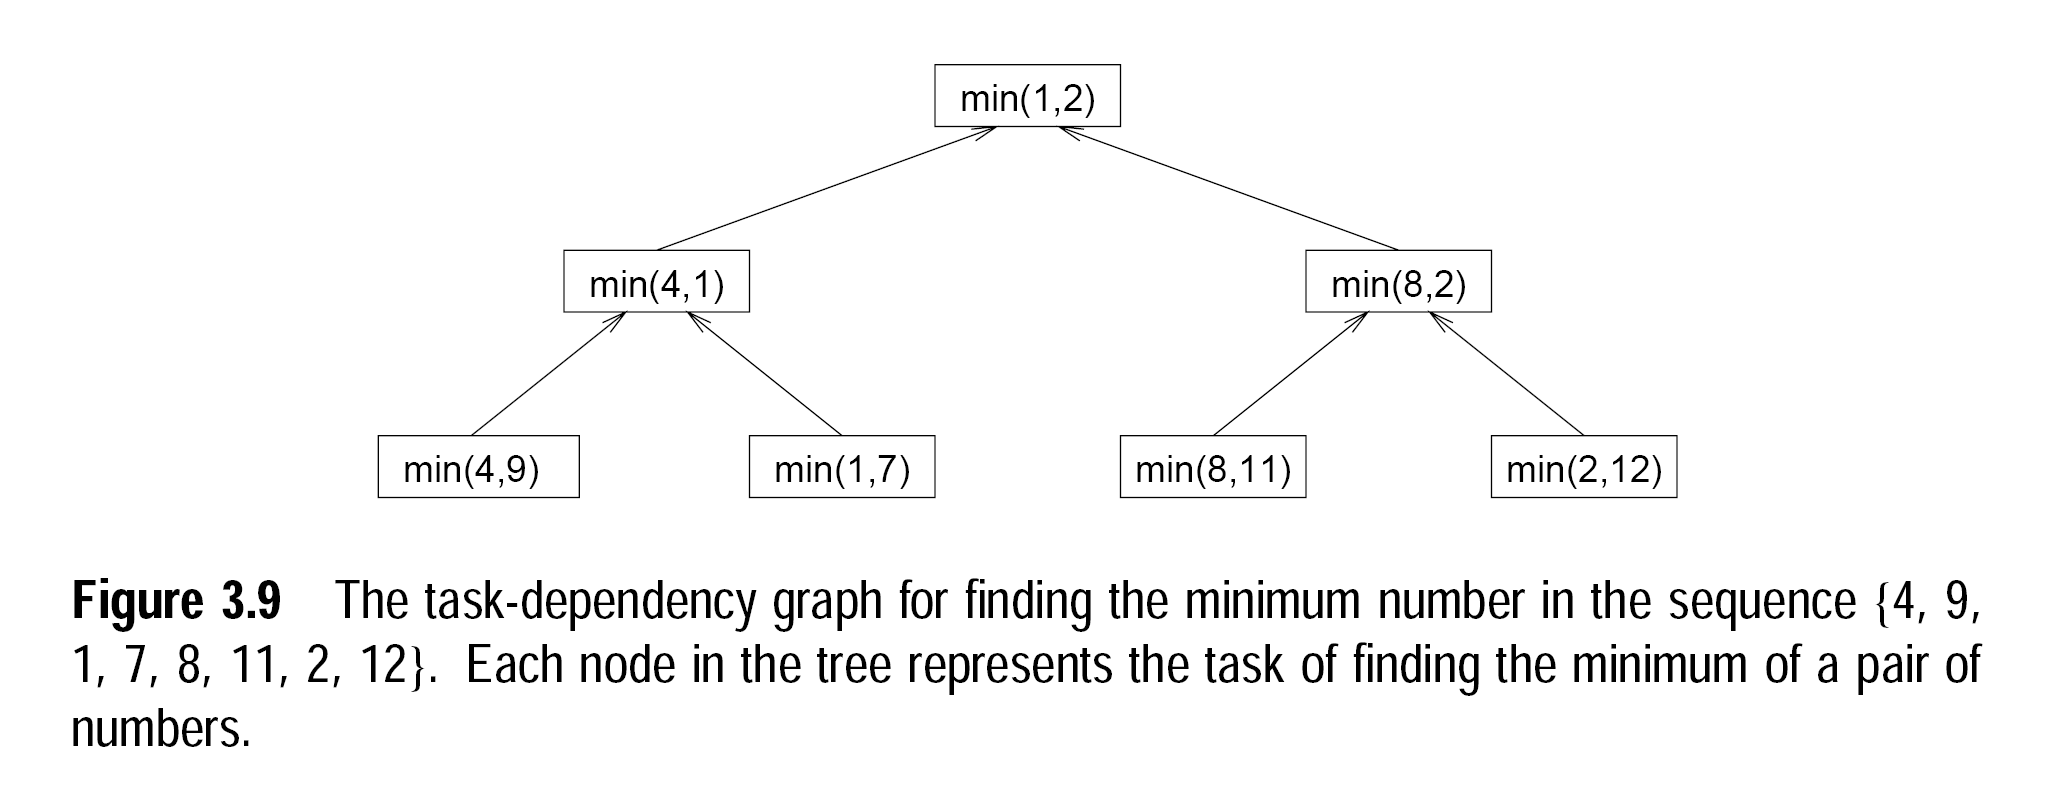 min(1,2)
min(4,1) min(8,2)
min(4,9) min(1,7) min(8,11) min(2,12)
Figure 3.9 The task-dependency graph for finding the minimum number in the sequence {4, 9,
1, 7, 8, 11, 2, 12}. Each node in the tree represents the task of finding the minimum of a pair of
numbers.